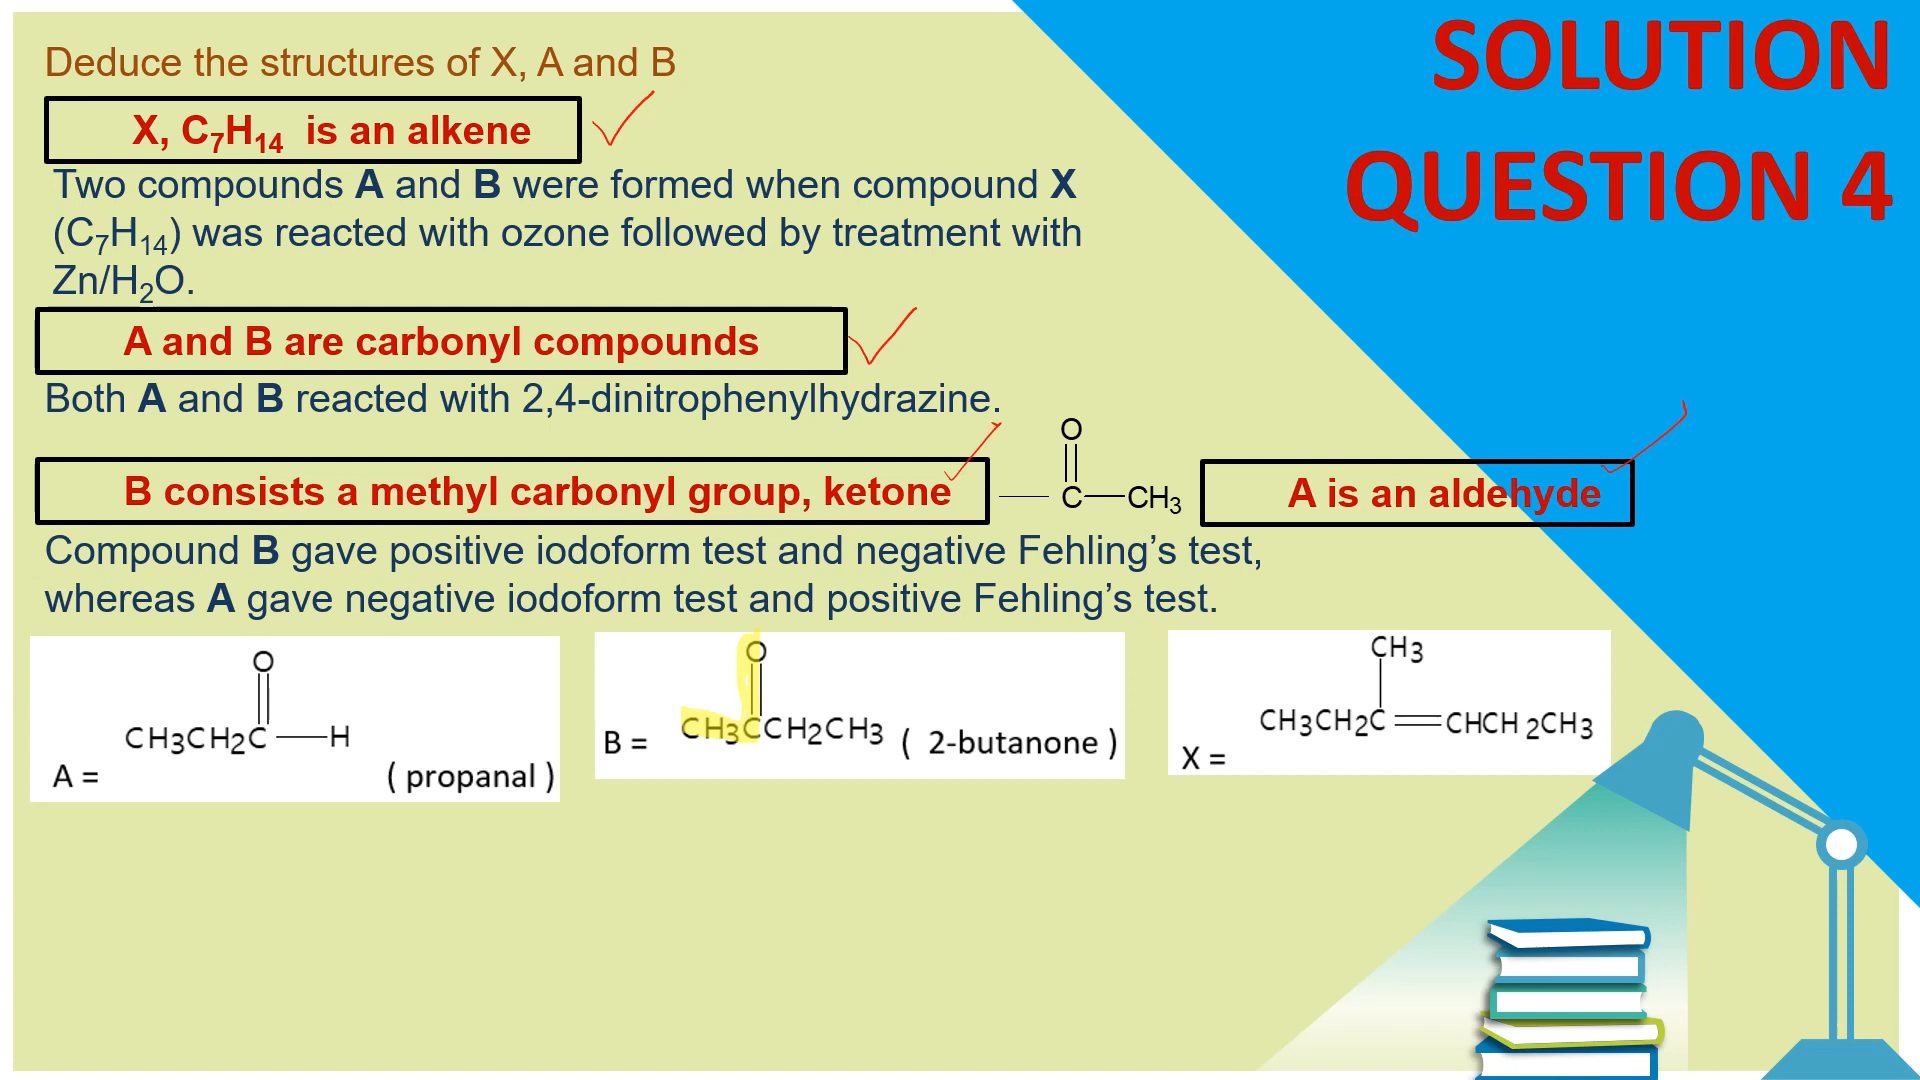 SOLUTION
QUESTION 4
Deduce the structures of X, A and B
X, C₇H₁₄ is an alkene
Two compounds A and B were formed when compound X
(C₇H₁₄) was reacted with ozone followed by treatment with
Zn/H₂O.
A and B are carbonyl compounds
Both A and B reacted with 2,4-dinitrophenylhydrazine.
B consists a methyl carbonyl group, ketone
O
C CH₃
A is an aldehyde
Compound B gave positive iodoform test and negative Fehling’s test,
whereas A gave negative iodoform test and positive Fehling’s test.
O
CH3CH2C H
A = ( propanal )
O
CH3CCH2CH3
B = ( 2-butanone )
CH3
CH3CH2C CHCH2CH3
X =